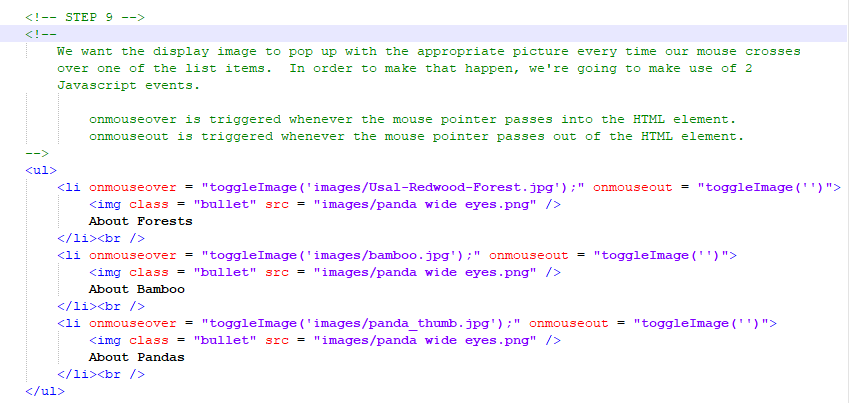 <!-- STEP 9 -->
<!--
We want the display image to pop up with the appropriate picture every time our mouse crosses
over one of the list items.  In order to make that happen, we're going to make use of 2
Javascript events.
onmouseover is triggered whenever the mouse pointer passes into the HTML element.
onmouseout is triggered whenever the mouse pointer passes out of the HTML element.
-->
<ul>
<li onmouseover = "toggleImage('images/Usal-Redwood-Forest.jpg');" onmouseout = "toggleImage('')">
<img class = "bullet" src = "images/panda wide eyes.png" />
About Forests
</li><br />
<li onmouseover = "toggleImage('images/bamboo.jpg');" onmouseout = "toggleImage('')">
<img class = "bullet" src = "images/panda wide eyes.png" />
About Bamboo
</li><br />
<li onmouseover = "toggleImage('images/panda_thumb.jpg');" onmouseout = "toggleImage('')">
<img class = "bullet" src = "images/panda wide eyes.png" />
About Pandas
</li><br />
</ul>